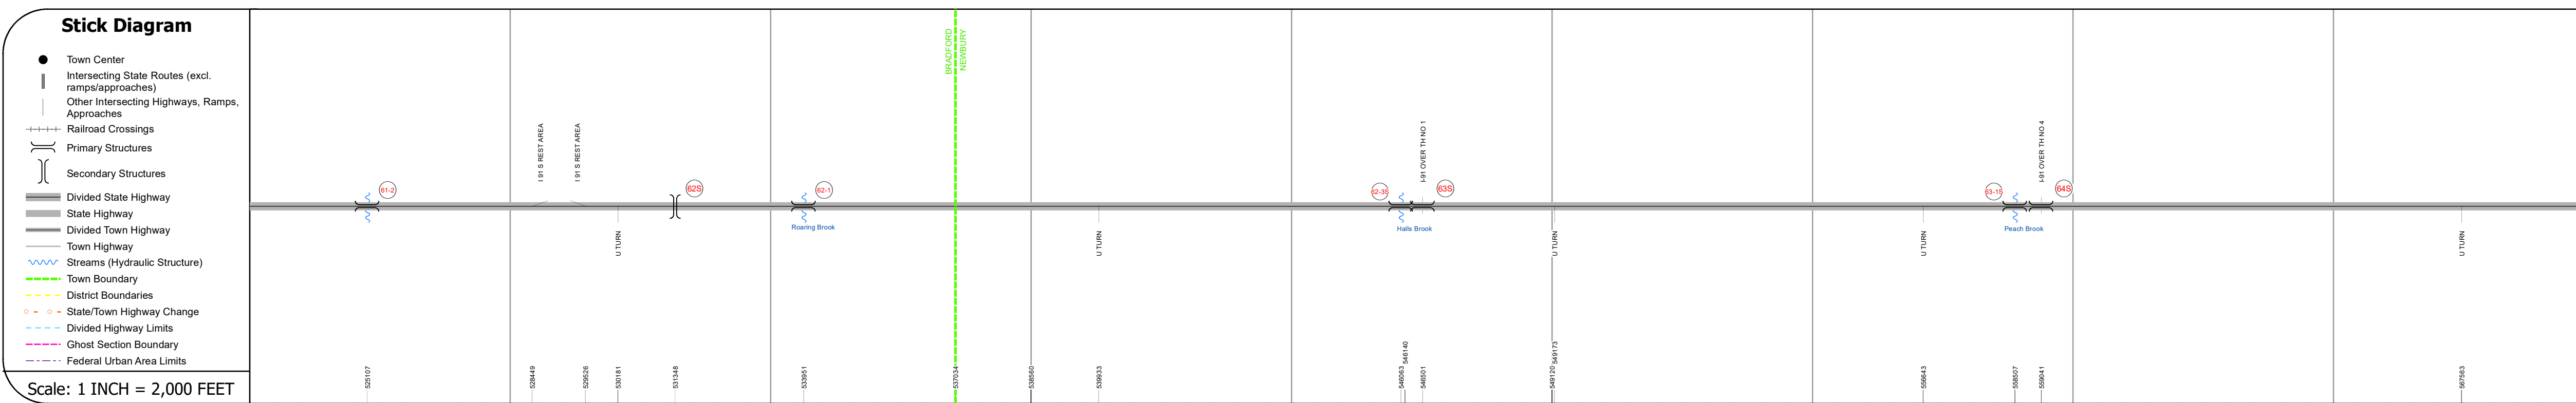 Stick Diagram
Town Center
Intersecting State Routes (excl.
ramps/approaches)
Other Intersecting Highways, Ramps,
Approaches
Railroad Crossings
Primary Structures
Secondary Structures
Divided State Highway
State Highway
Divided Town Highway
Town Highway
Streams (Hydraulic Structure)
Town Boundary
District Boundaries
State/Town Highway Change
Divided Highway Limits
Ghost Section Boundary
Federal Urban Area Limits
Scale: 1 INCH = 2,000 FEET
BRADFORD
NEWBURY
I 91 S REST AREA
I 91 S REST AREA
I-91 OVER TH NO 1
I-91 OVER TH NO 4
61-2
62S
62-1
62-3S
63S
63-1S
64S
Roaring Brook
Halls Brook
Peach Brook
U TURN
U TURN
U TURN
U TURN
U TURN
525107
528449
529526
530181
531348
533951
537034
538560
539933
546063
546140
546501
549120
549173
556643
558507
559041
567563